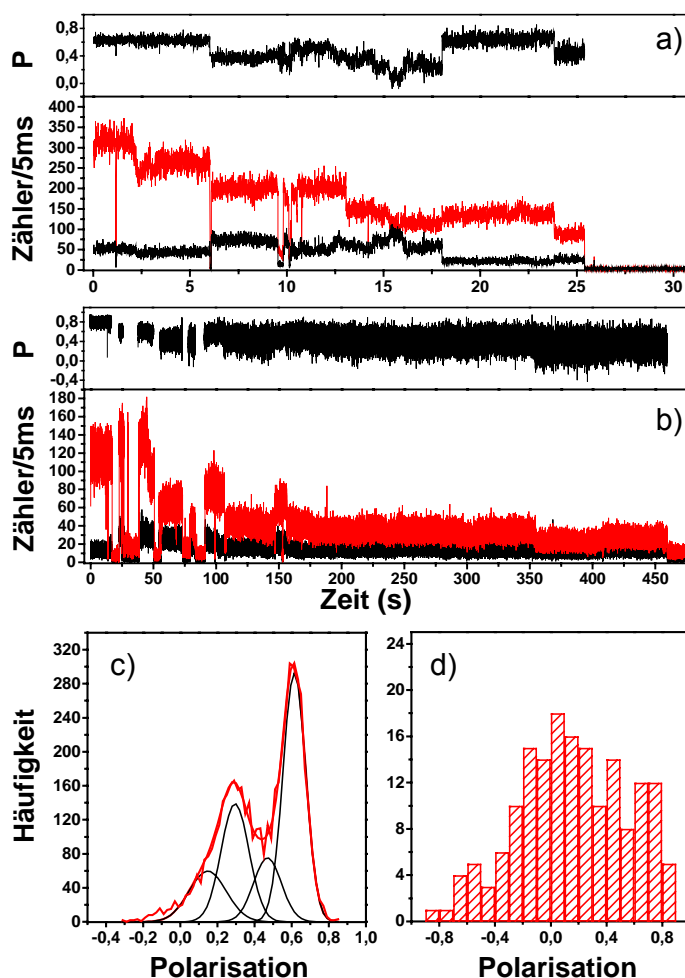 a)
P
0,8
0,4
0,0
Zähler/5ms
400
350
300
250
200
150
100
50
0
0 5 10 15 20 25 30
b)
P
0,8
0,4
0,0
-0,4
Zähler/5ms
180
160
140
120
100
80
60
40
20
0
0 50 100 150 200 250 300 350 400 450
Zeit (s)
c)
Häufigkeit
320
280
240
200
160
120
80
40
0
-0,4 -0,2 0,0 0,2 0,4 0,6 0,8 1,0
Polarisation
d)
24
20
16
12
8
4
0
-0,8 -0,4 0,0 0,4 0,8
Polarisation